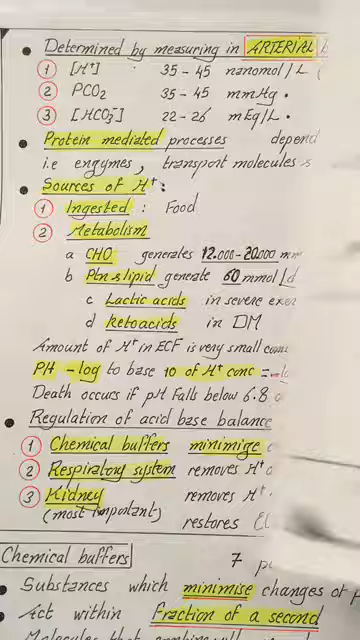 • Determined by measuring in ARTERIAL
① [H⁺] 35 - 45 nanomol/L
② PCO2 35 - 45 mmHg.
③ [HCO3⁻] 22 - 26 mEq/L.
• Protein mediated processes depend
i.e enzymes, transport molecules
• Sources of H⁺:
① Ingested : Food
② Metabolism
a CHO generates 12.000 - 20.000
b Ptn & lipid generate 60 mmol/d
c Lactic acids in severe exer
d ketoacids in DM
Amount of H⁺ in ECF is very small
PH -log to base 10 of H⁺ conc =
Death occurs if pH falls below 6.8
• Regulation of acid base balance
① Chemical buffers minimize
② Respiratory system removes H⁺
③ Kidney removes H⁺
(most important) restores
Chemical buffers 7
• Substances which minimise changes of
• Act within fraction of a second